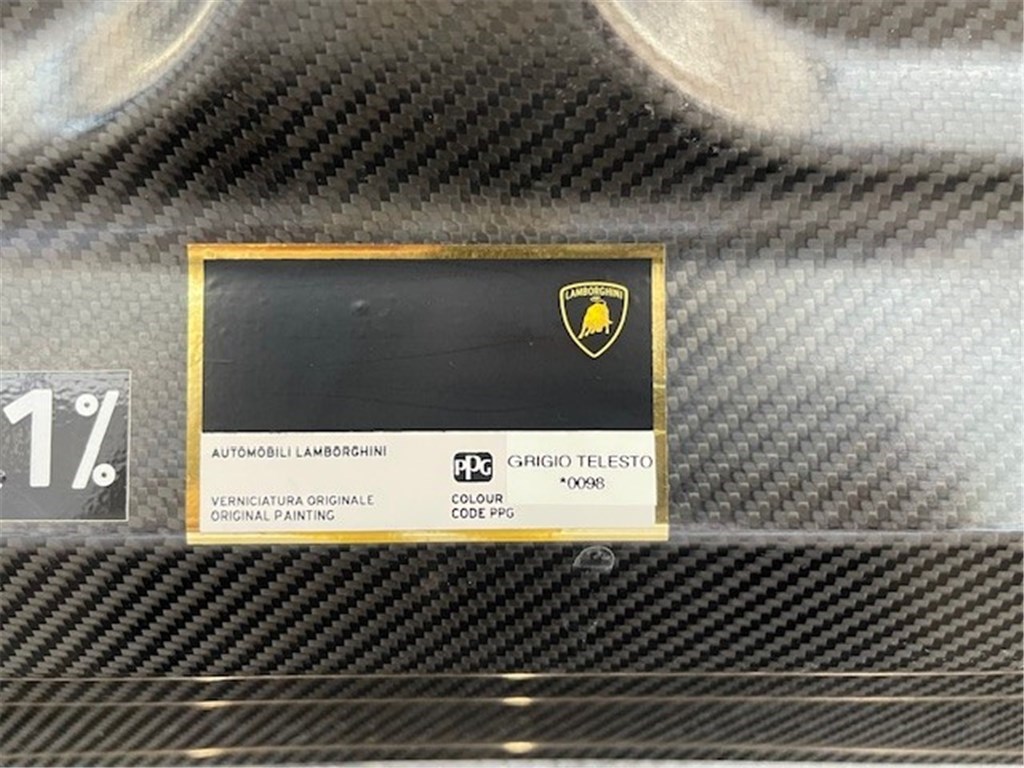 LAMBORGHINI
1%
AUTOMOBILI LAMBORGHINI
PPG
GRIGIO TELESTO
*0098
VERNICIATURA ORIGINALE
ORIGINAL PAINTING
COLOUR
CODE PPG